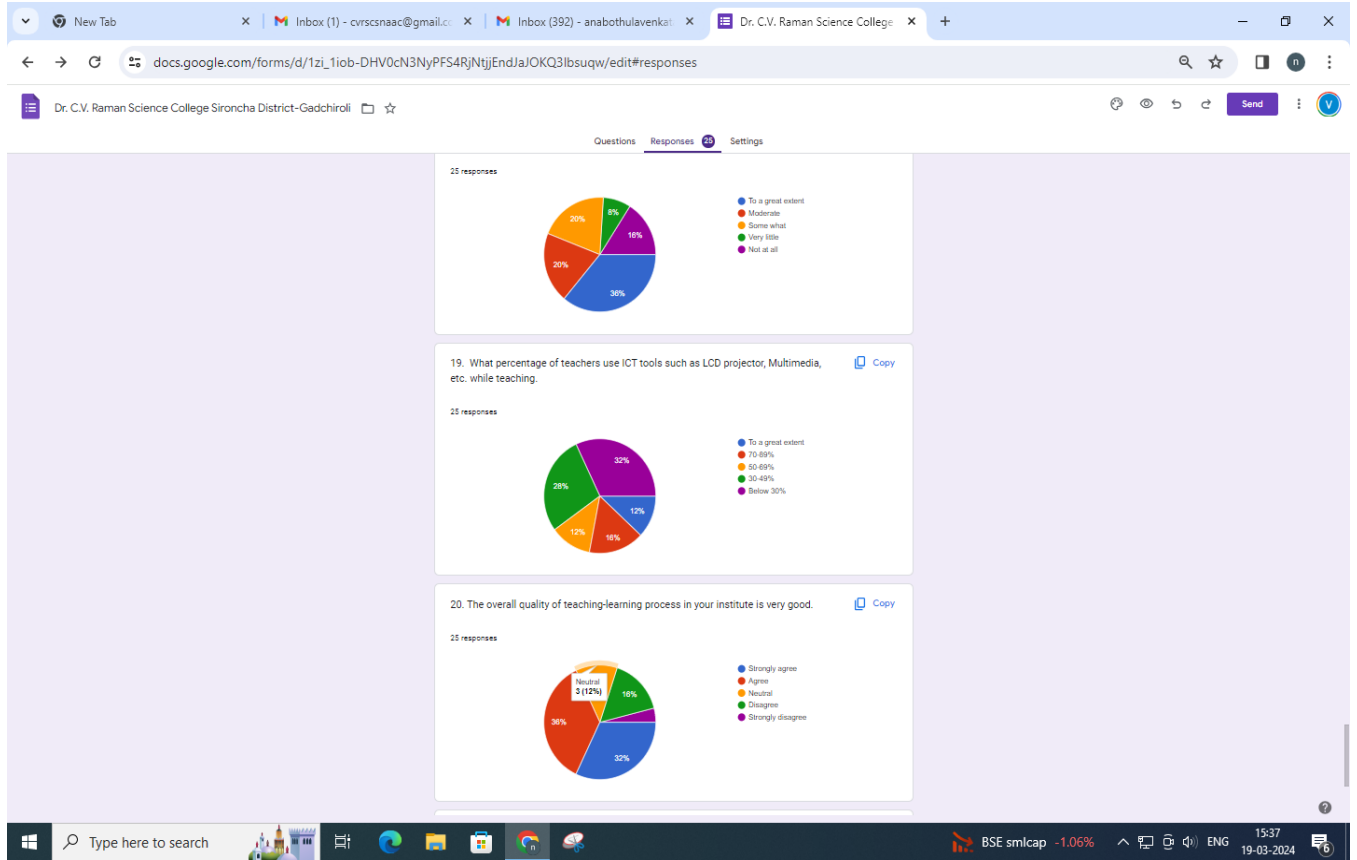 New Tab
Inbox (1) - cvrscsnaac@gmail.co
Inbox (392) - anabothulavenkat
Dr. C.V. Raman Science College
docs.google.com/forms/d/1zi_1iob-DHV0cN3NyPFS4RjNtjjEndJaJOKQ3Ibsuqw/edit#responses
n
Dr. C.V. Raman Science College Sironcha District-Gadchiroli
Send
V
Questions Responses 25 Settings
25 responses
20%
8%
16%
20%
36%
To a great extent
Moderate
Some what
Very little
Not at all
19. What percentage of teachers use ICT tools such as LCD projector, Multimedia,
etc. while teaching.
Copy
25 responses
32%
28%
12%
12%
16%
To a great extent
70-89%
50-69%
30-49%
Below 30%
20. The overall quality of teaching-learning process in your institute is very good.
Copy
25 responses
Neutral
3 (12%)
16%
36%
32%
Strongly agree
Agree
Neutral
Disagree
Strongly disagree
Type here to search
BSE smlcap -1.06%
ENG
15:37
19-03-2024
6